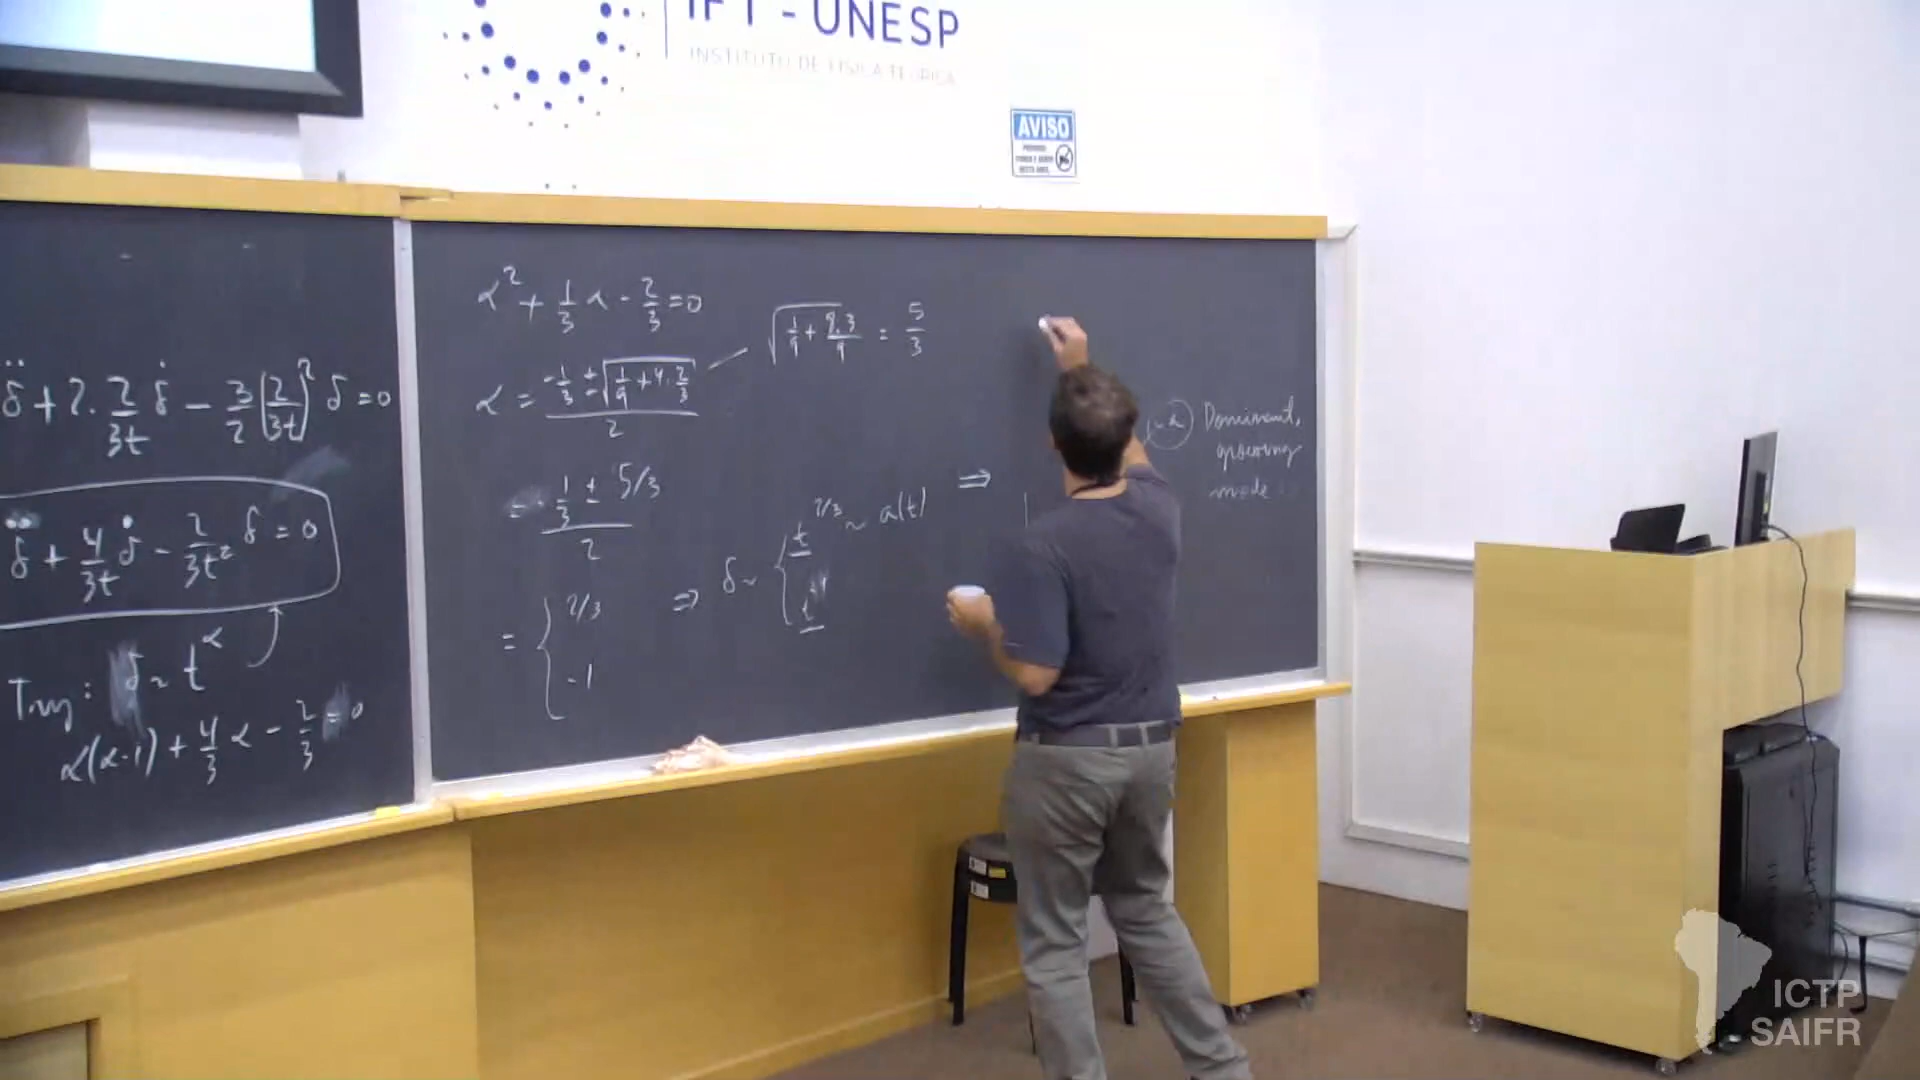 IFT - UNESP
INSTITUTO DE FÍSICA TEÓRICA
AVISO
δ̈ + 2·2/3t δ̇ - 3/2 (2/3t)² δ = 0
δ̈ + 4/3t δ̇ - 2/3t² δ = 0
Try: δ ~ t^α
α(α-1) + 4/3 α - 2/3 = 0
α² + 1/3 α - 2/3 = 0
α = (-1/3 ± √(1/9 + 4·2/3))/2
√(1/9 + 8·3/9) = 5/3
= (-1/3 ± 5/3)/2
= { 2/3
-1
⇒ δ ~ { t^2/3 ~ a(t)
t^-1
⇒
~a Dominant,
growing
mode
ICTP
SAIFR